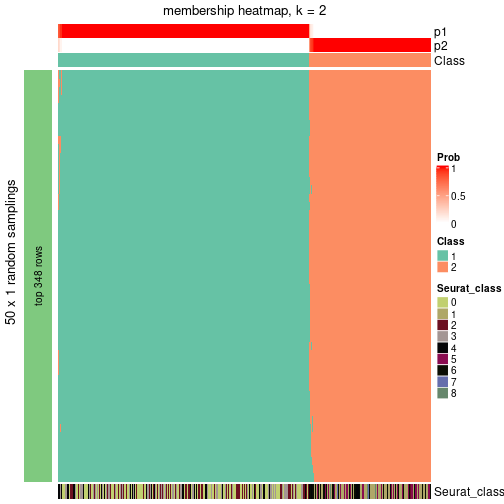 membership heatmap, k = 2
p1
p2
Class
50 x 1 random samplings
top 348 rows
Prob
1
0.5
0
Class
1
2
Seurat_class
0
1
2
3
4
5
6
7
8
Seurat_class